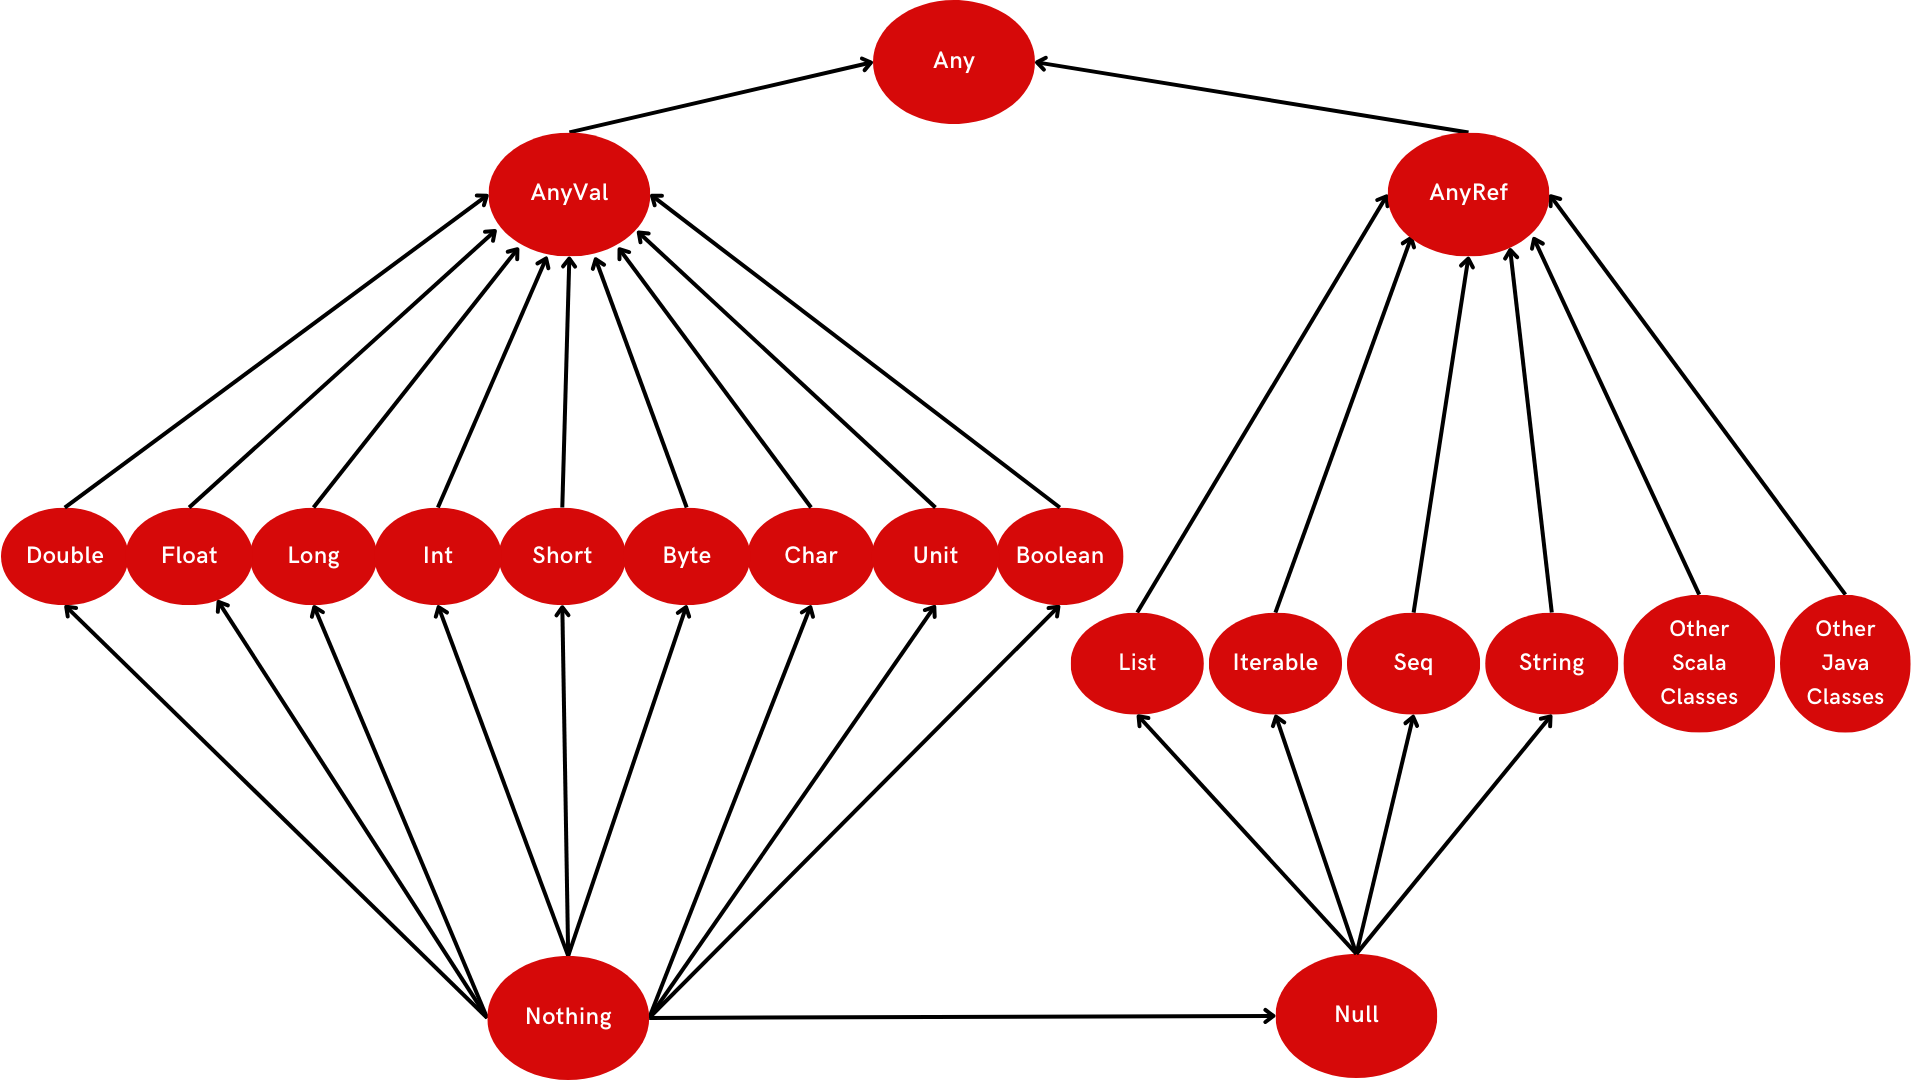 Any
AnyVal
AnyRef
Double
Float
Long
Int
Short
Byte
Char
Unit
Boolean
List
Iterable
Seq
String
Other
Scala
Classes
Other
Java
Classes
Nothing
Null